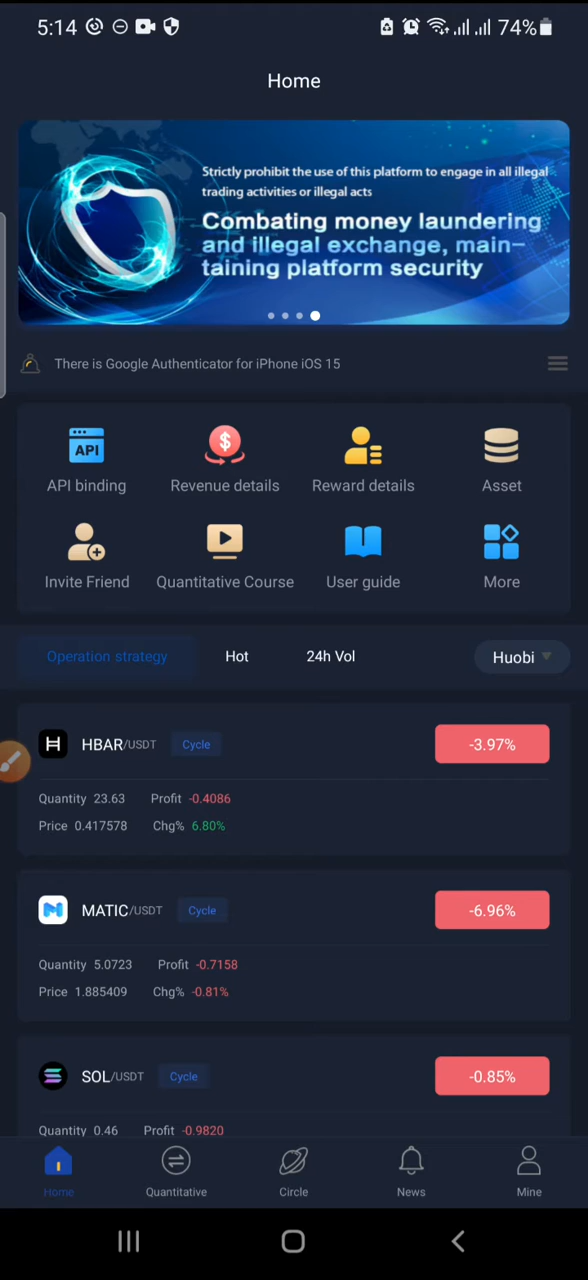 5:14
74%
Home
Strictly prohibit the use of this platform to engage in all illegal
trading activities or illegal acts
Combating money laundering
and illegal exchange, main-
taining platform security
There is Google Authenticator for iPhone iOS 15
API
API binding
Revenue details
Reward details
Asset
Invite Friend
Quantitative Course
User guide
More
Operation strategy
Hot
24h Vol
Huobi
HBAR/USDT
Cycle
-3.97%
Quantity 23.63
Profit -0.4086
Price 0.417578
Chg% 6.80%
MATIC/USDT
Cycle
-6.96%
Quantity 5.0723
Profit -0.7158
Price 1.885409
Chg% -0.81%
SOL/USDT
Cycle
-0.85%
Quantity 0.46
Profit -0.9820
Home
Quantitative
Circle
News
Mine